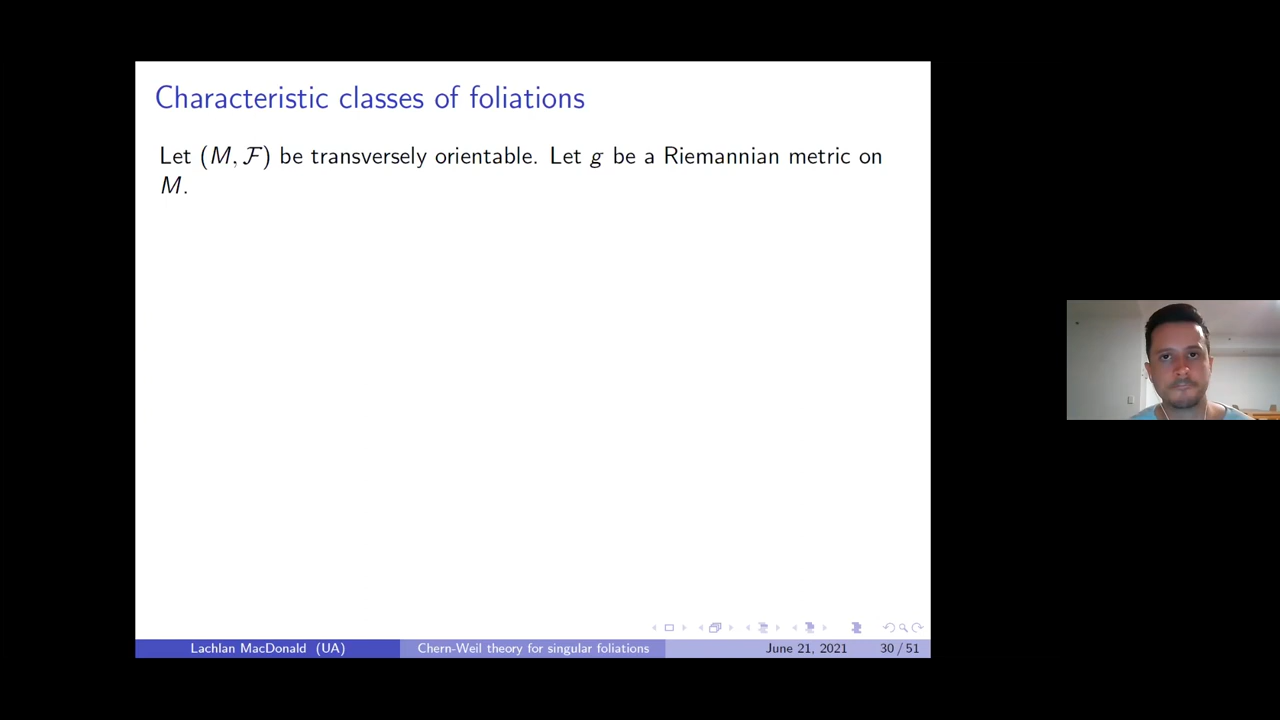 Characteristic classes of foliations
Let (M, ℱ) be transversely orientable. Let g be a Riemannian metric on
M.
Lachlan MacDonald (UA) Chern-Weil theory for singular foliations June 21, 2021 30 / 51